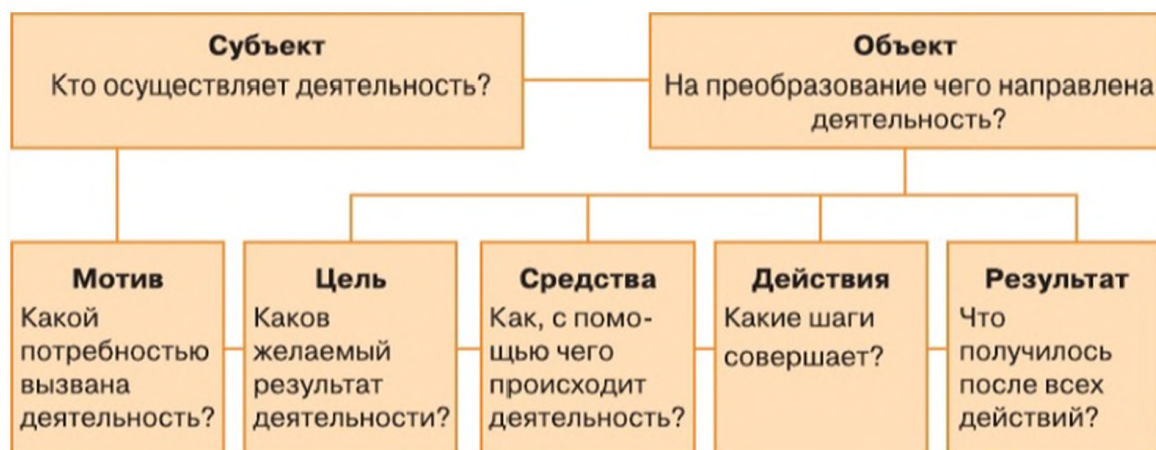 Субъект
Кто осуществляет деятельность?
Объект
На преобразование чего направлена
деятельность?
Мотив
Какой
потребностью
вызвана
деятельность?
Цель
Каков
желаемый
результат
деятельности?
Средства
Как, с помо-
щью чего
происходит
деятельность?
Действия
Какие шаги
совершает?
Результат
Что
получилось
после всех
действий?